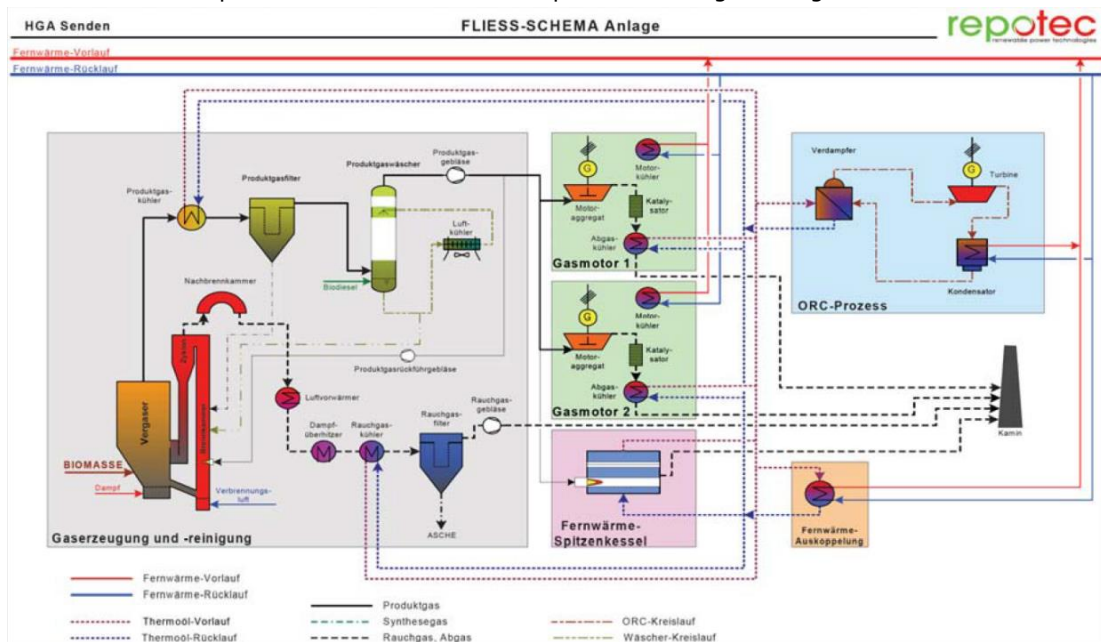 HGA Senden
FLIESS-SCHEMA Anlage
repotec
renewable power technologies
Fernwärme-Vorlauf
Fernwärme-Rücklauf
Produktgas-
kühler
Produktgasfilter
Produktgaswäscher
Produktgas-
gebläse
Luft-
kühler
Biodiesel
Nachbrennkammer
Zyklon
Brennkammer
Vergaser
BIOMASSE
Dampf
Verbrennungs-
luft
Produktgasrückführgebläse
Luftvorwärmer
Dampf-
überhitzer
Rauchgas-
kühler
Rauchgas-
filter
Rauchgas-
gebläse
ASCHE
Gaserzeugung und -reinigung
G
Motor-
aggregat
Motor-
kühler
Kataly-
sator
Abgas-
kühler
Gasmotor 1
G
Motor-
aggregat
Motor-
kühler
Kataly-
sator
Abgas-
kühler
Gasmotor 2
Fernwärme-
Spitzenkessel
Verdampfer
G
Turbine
Kondensator
ORC-Prozess
Kamin
Fernwärme-
Auskoppelung
Fernwärme-Vorlauf
Fernwärme-Rücklauf
Thermoöl-Vorlauf
Thermoöl-Rücklauf
Produktgas
Synthesegas
Rauchgas, Abgas
ORC-Kreislauf
Wäscher-Kreislauf